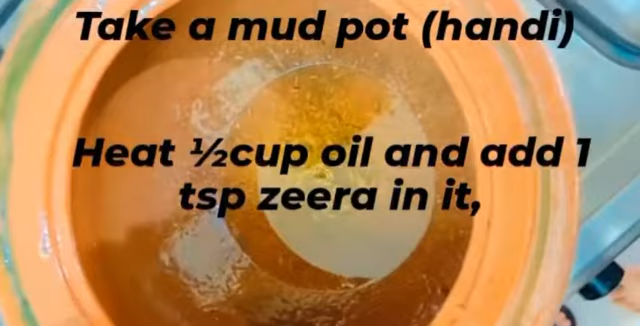 Take a mud pot (handi)
Heat ½cup oil and add 1
tsp zeera in it,